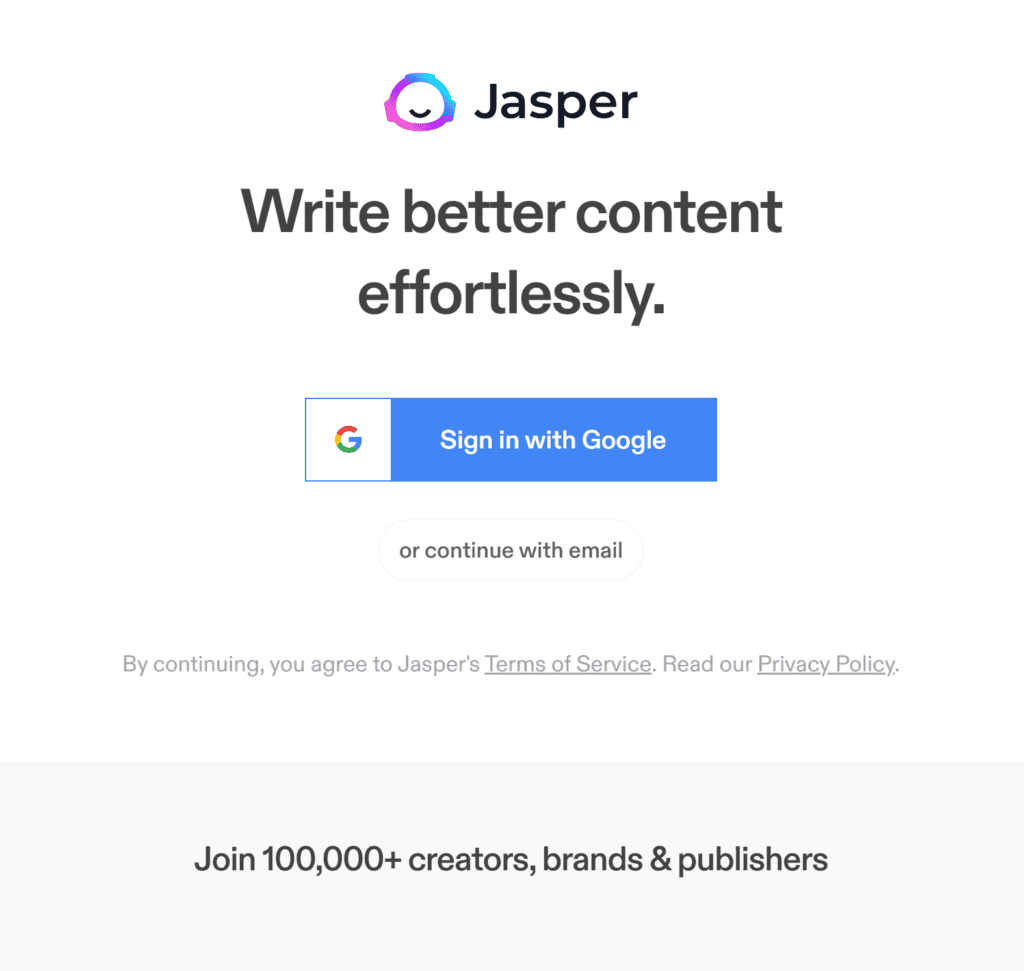 Jasper
Write better content
effortlessly.
Sign in with Google
or continue with email
By continuing, you agree to Jasper's Terms of Service. Read our Privacy Policy.
Join 100,000+ creators, brands & publishers